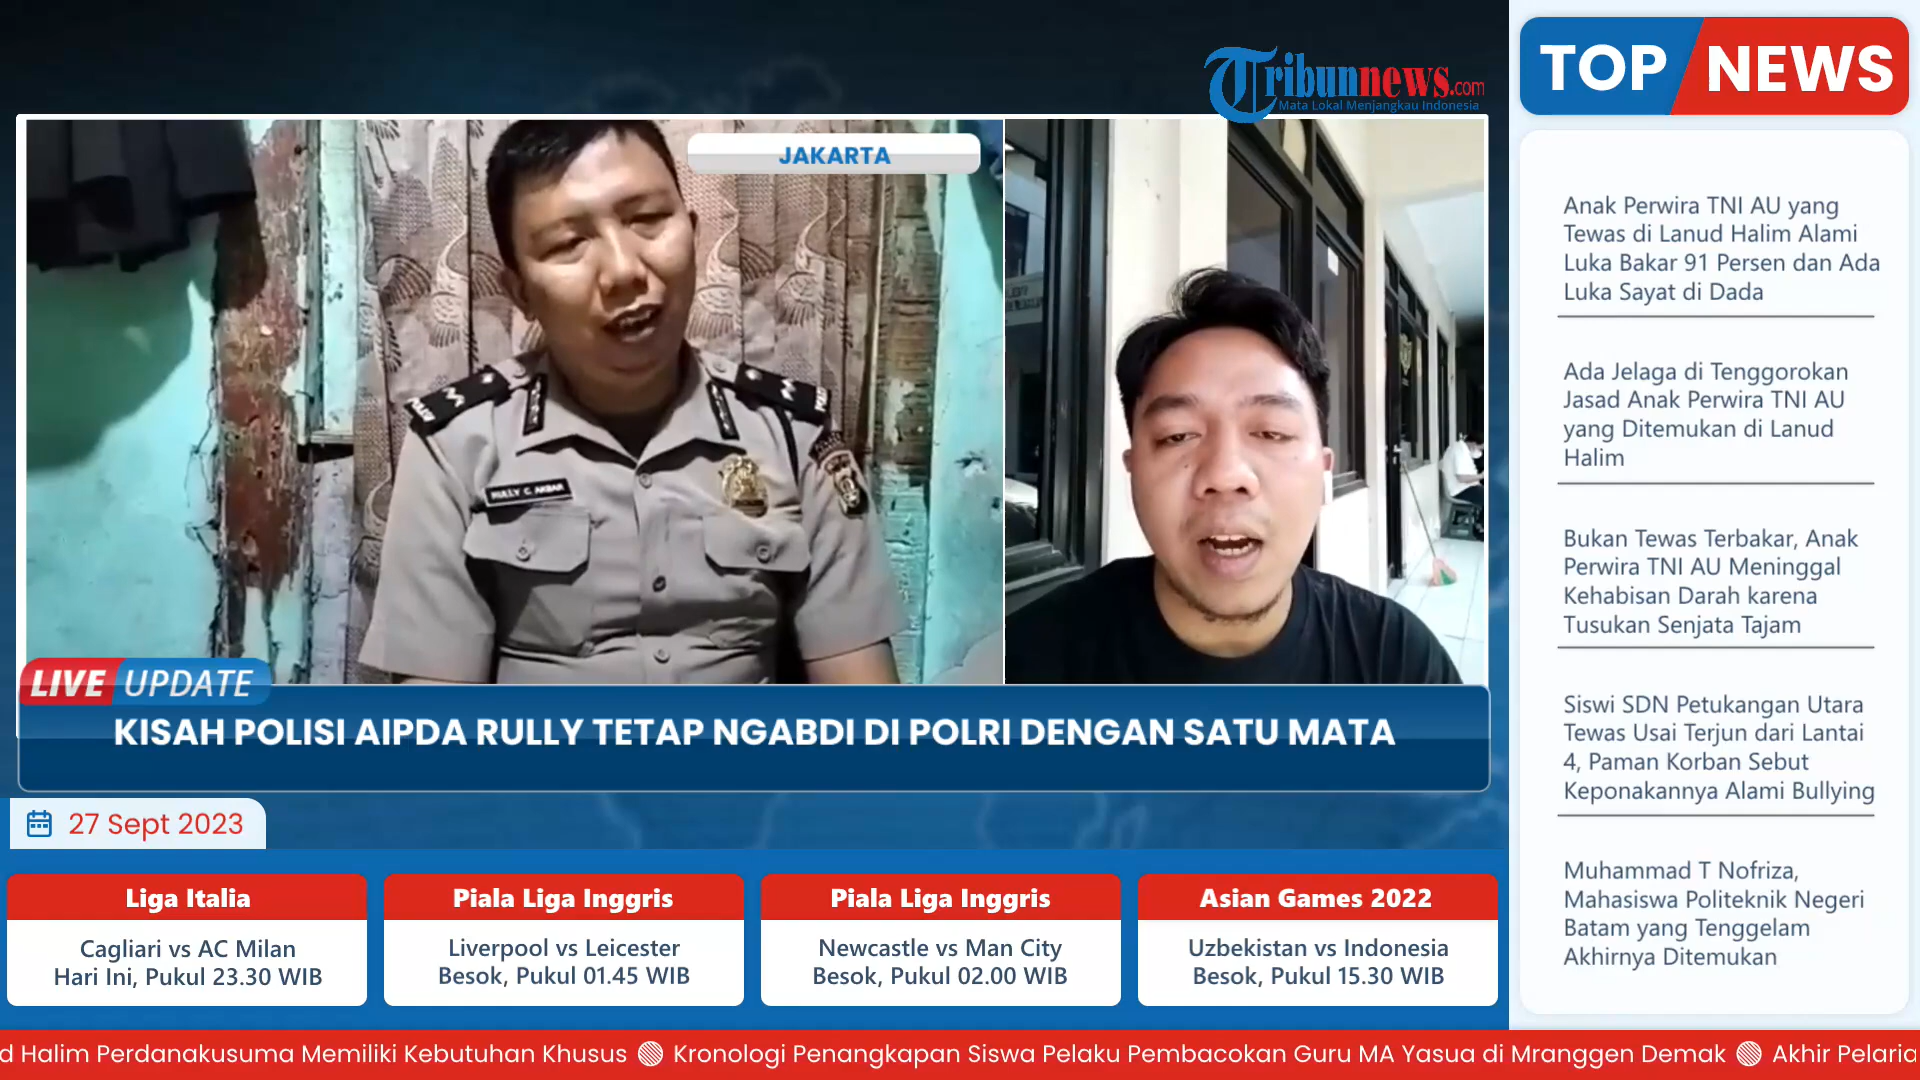 Tribunnews.com
Mata Lokal Menjangkau Indonesia
JAKARTA
RULLY C. AKBAR
LIVE UPDATE
KISAH POLISI AIPDA RULLY TETAP NGABDI DI POLRI DENGAN SATU MATA
27 Sept 2023
Liga Italia
Cagliari vs AC Milan
Hari Ini, Pukul 23.30 WIB
Piala Liga Inggris
Liverpool vs Leicester
Besok, Pukul 01.45 WIB
Piala Liga Inggris
Newcastle vs Man City
Besok, Pukul 02.00 WIB
Asian Games 2022
Uzbekistan vs Indonesia
Besok, Pukul 15.30 WIB
TOP NEWS
Anak Perwira TNI AU yang
Tewas di Lanud Halim Alami
Luka Bakar 91 Persen dan Ada
Luka Sayat di Dada
Ada Jelaga di Tenggorokan
Jasad Anak Perwira TNI AU
yang Ditemukan di Lanud
Halim
Bukan Tewas Terbakar, Anak
Perwira TNI AU Meninggal
Kehabisan Darah karena
Tusukan Senjata Tajam
Siswi SDN Petukangan Utara
Tewas Usai Terjun dari Lantai
4, Paman Korban Sebut
Keponakannya Alami Bullying
Muhammad T Nofriza,
Mahasiswa Politeknik Negeri
Batam yang Tenggelam
Akhirnya Ditemukan
d Halim Perdanakusuma Memiliki Kebutuhan Khusus Kronologi Penangkapan Siswa Pelaku Pembacokan Guru MA Yasua di Mranggen Demak Akhir Pelaria